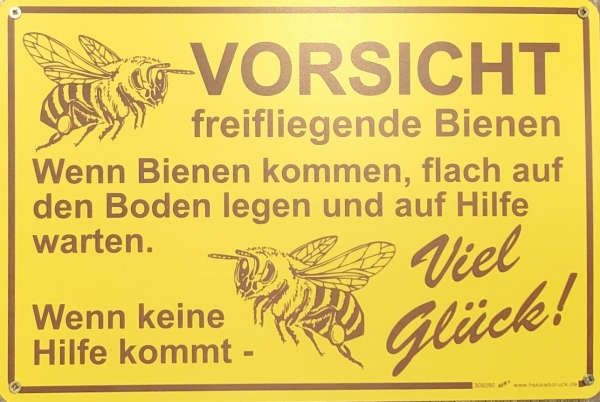 VORSICHT
freifliegende Bienen
Wenn Bienen kommen, flach auf
den Boden legen und auf Hilfe
warten.
Wenn keine
Hilfe kommt -
Viel
Glück!